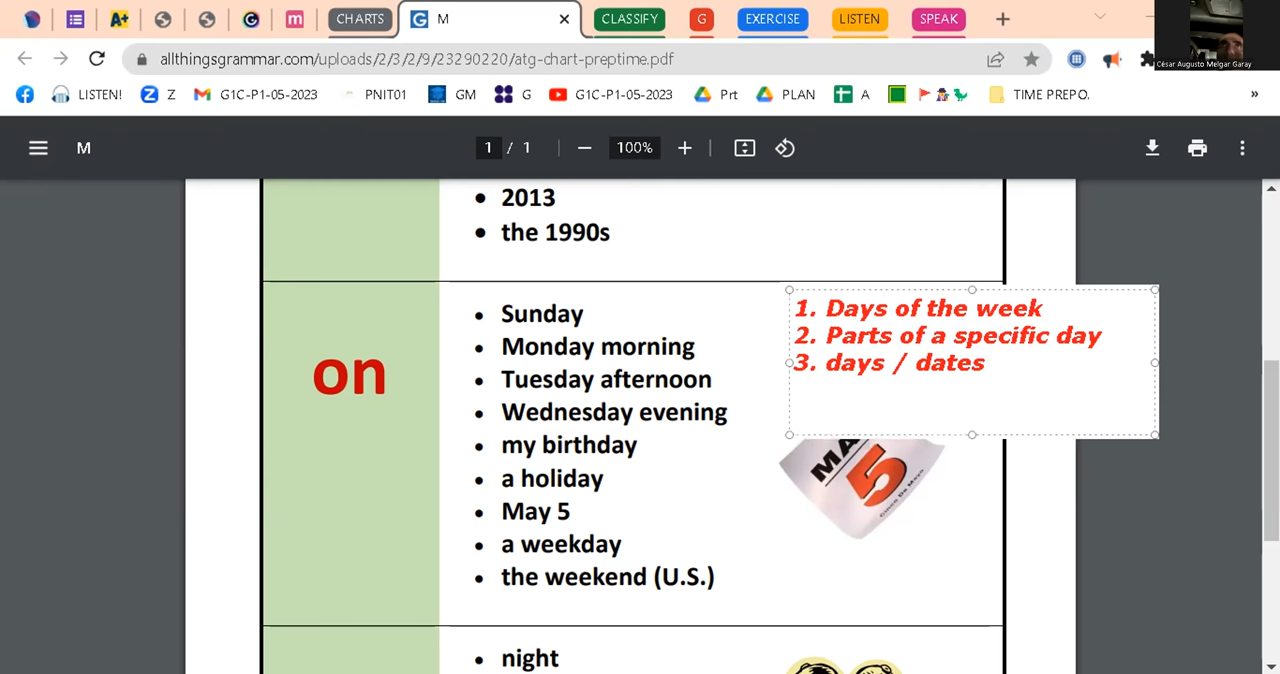 CHARTS
M
CLASSIFY
G
EXERCISE
LISTEN
SPEAK
César Augusto Melgar Garay
allthingsgrammar.com/uploads/2/3/2/9/23290220/atg-chart-preptime.pdf
LISTEN!
Z
G1C-P1-05-2023
PNIT01
GM
G
G1C-P1-05-2023
Prt
PLAN
A
TIME PREPO.
»
M
1 / 1
100%
• 2013
• the 1990s
on
• Sunday
• Monday morning
• Tuesday afternoon
• Wednesday evening
• my birthday
• a holiday
• May 5
• a weekday
• the weekend (U.S.)
1. Days of the week
2. Parts of a specific day
3. days / dates
MA
5
Cinco De Mayo
• night